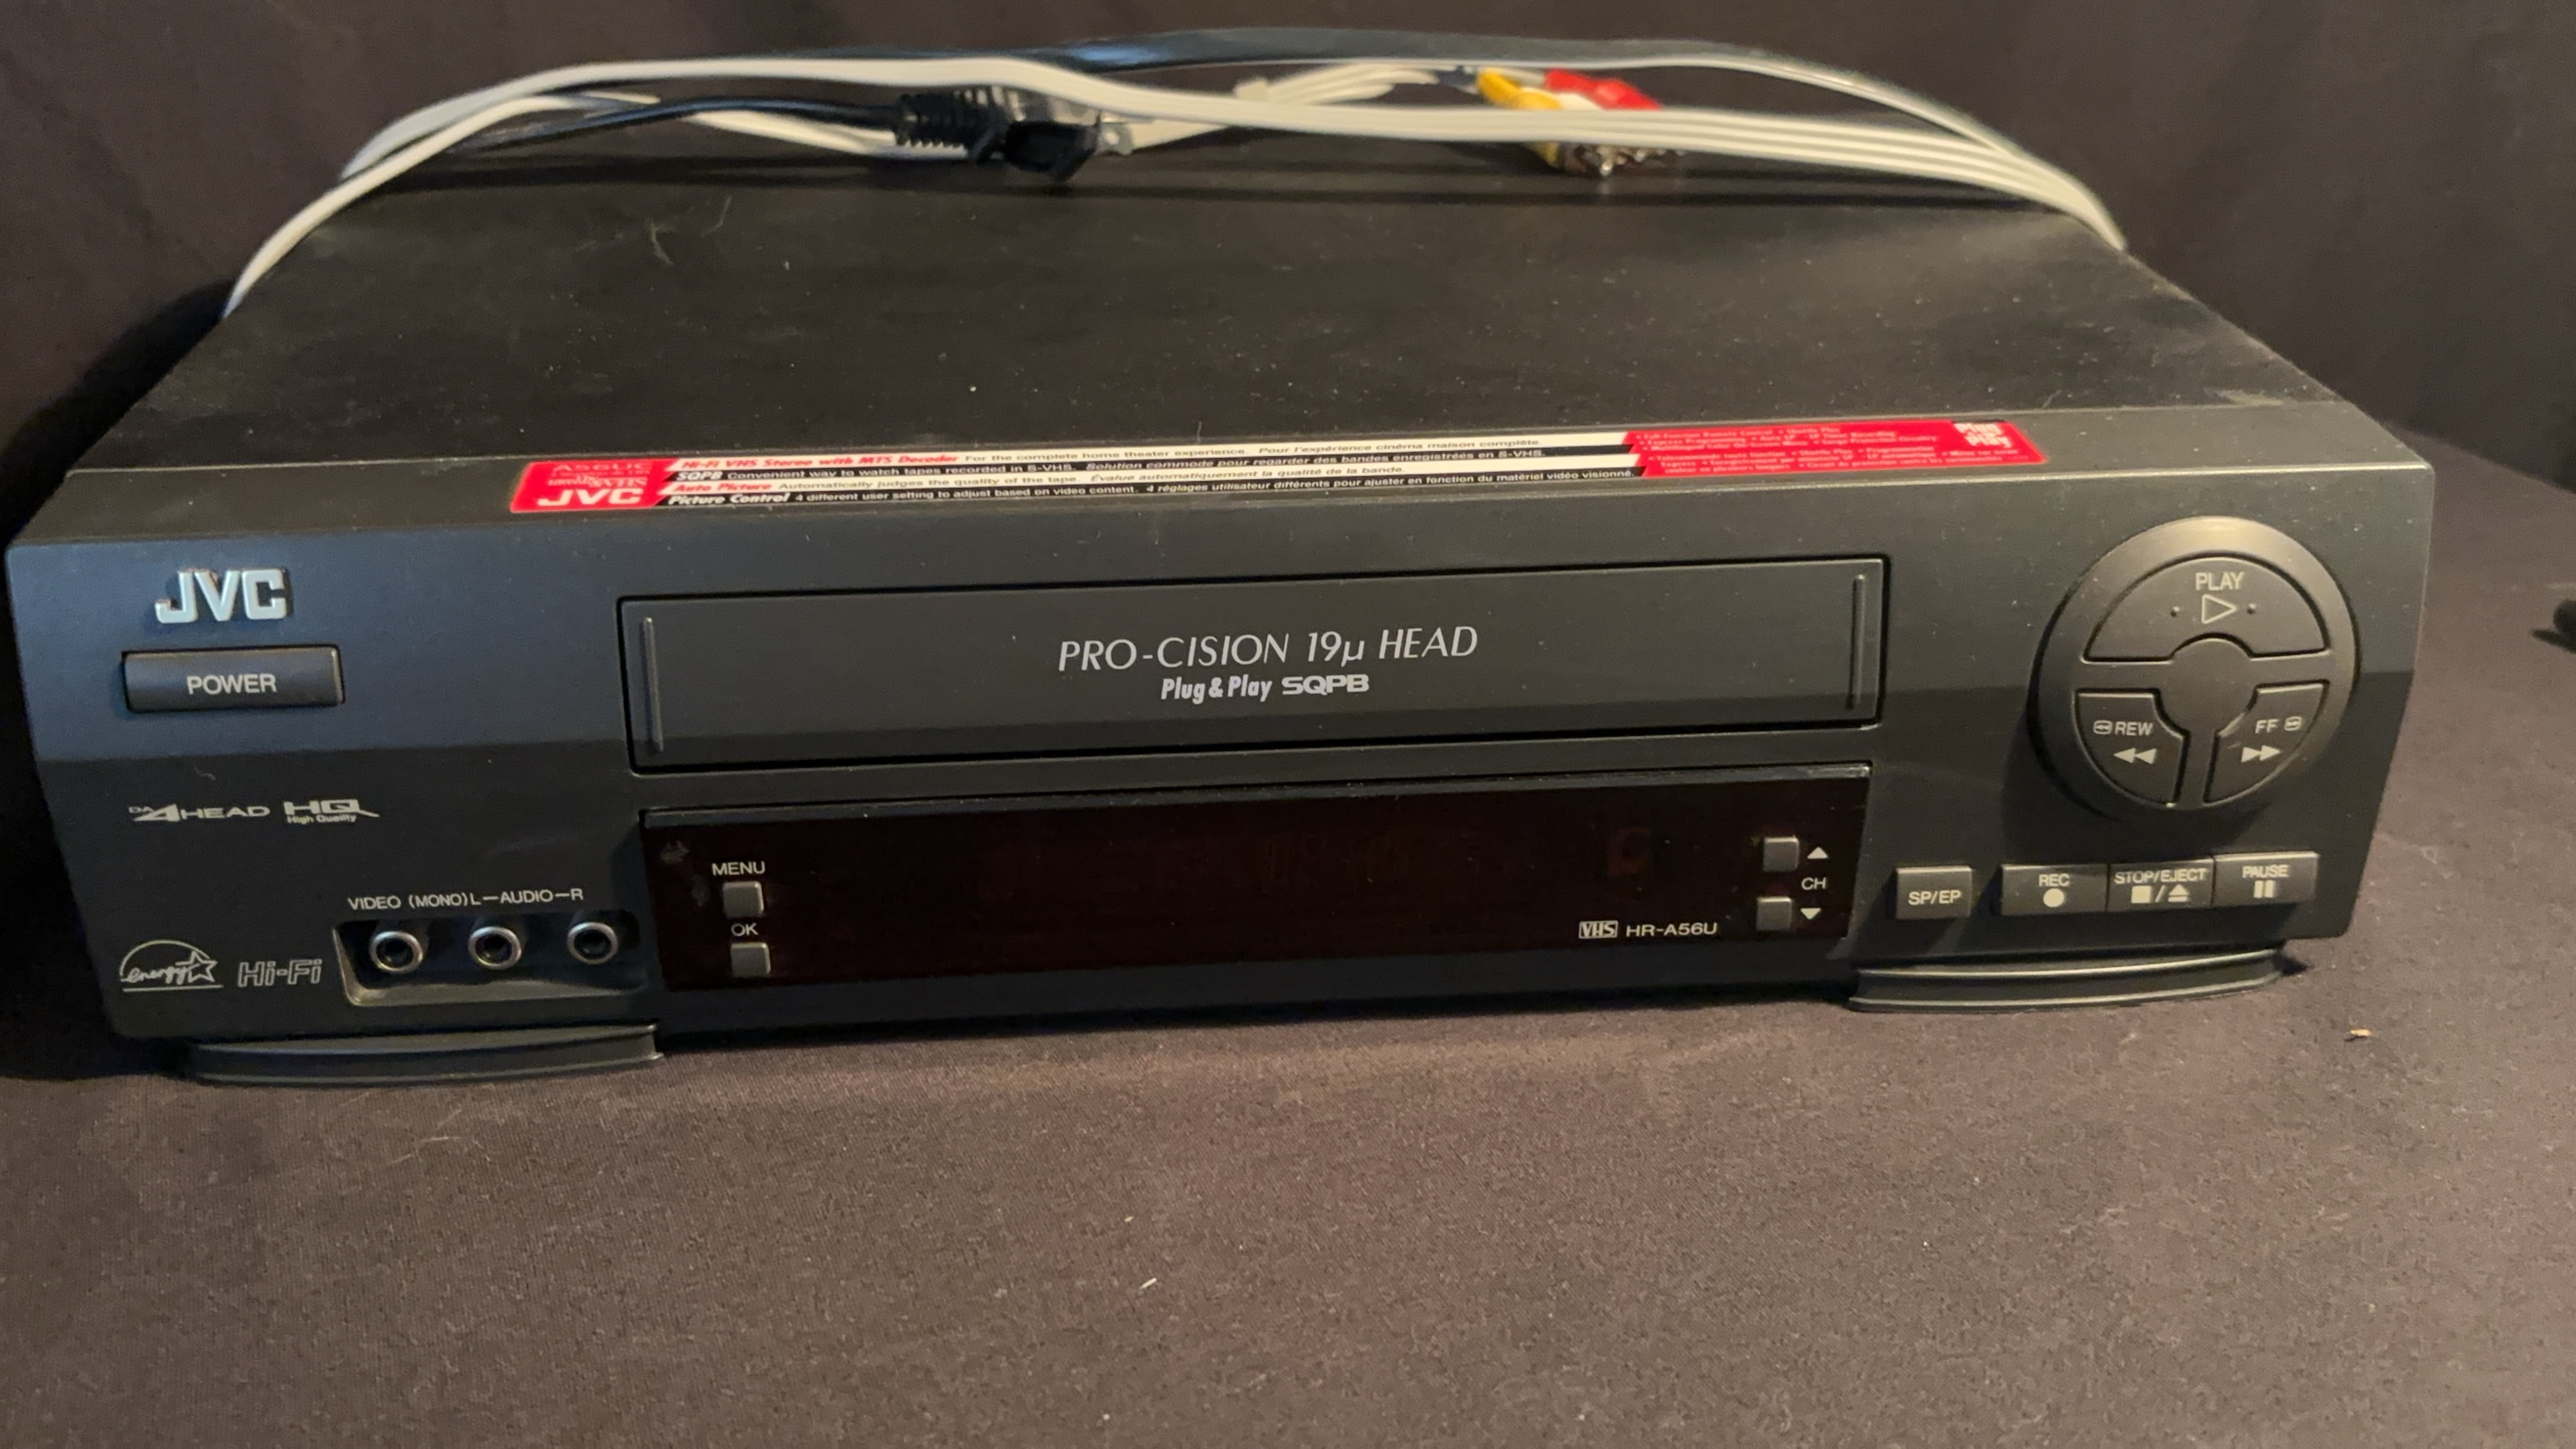 A56UC
JVC
Hi-Fi VHS Stereo with MTS Decoder For the complete home theater experience. Pour l'expérience cinéma maison complète.
SQPB Convenient way to watch tapes recorded in S-VHS. Solution commode pour regarder des bandes enregistrées en S-VHS.
Auto Picture Automatically judges the quality of the tape. Évalue automatiquement la qualité de la bande.
Picture Control 4 different user setting to adjust based on video content. 4 réglages utilisateur différents pour ajuster en fonction du matériel vidéo visionné.
Plug & Play
JVC
POWER
PRO-CISION 19µ HEAD
Plug & Play SQPB
PLAY
REW
FF
DA4HEAD HQ
High Quality
MENU
OK
CH
VHS HR-A56U
SP/EP
REC
STOP/EJECT
PAUSE
VIDEO (MONO) L-AUDIO-R
energy
Hi-Fi